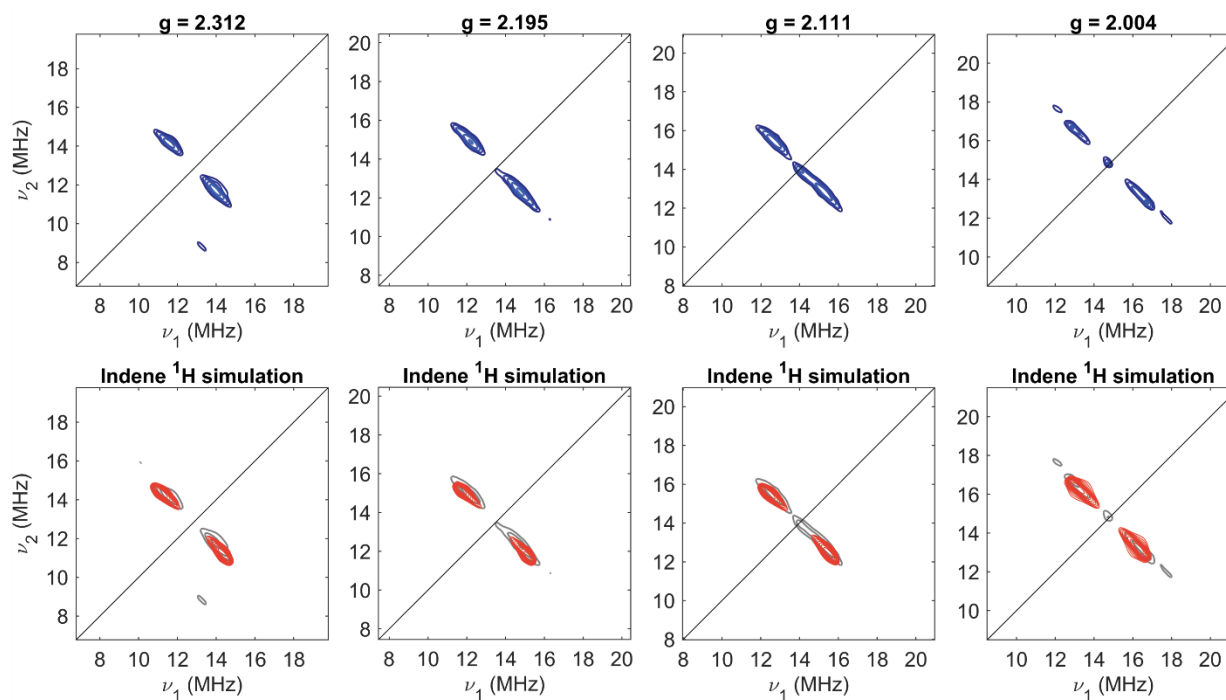 g = 2.312
g = 2.195
g = 2.111
g = 2.004
ν2 (MHz)
18
16
14
12
10
8
8 10 12 14 16 18
ν1 (MHz)
20
18
16
14
12
10
8
8 10 12 14 16 18 20
ν1 (MHz)
20
18
16
14
12
10
8
8 10 12 14 16 18 20
ν1 (MHz)
20
18
16
14
12
10
10 12 14 16 18 20
ν1 (MHz)
Indene 1H simulation
Indene 1H simulation
Indene 1H simulation
Indene 1H simulation
ν2 (MHz)
18
16
14
12
10
8
8 10 12 14 16 18
ν1 (MHz)
20
18
16
14
12
10
8
8 10 12 14 16 18 20
ν1 (MHz)
20
18
16
14
12
10
8
8 10 12 14 16 18 20
ν1 (MHz)
20
18
16
14
12
10
10 12 14 16 18 20
ν1 (MHz)